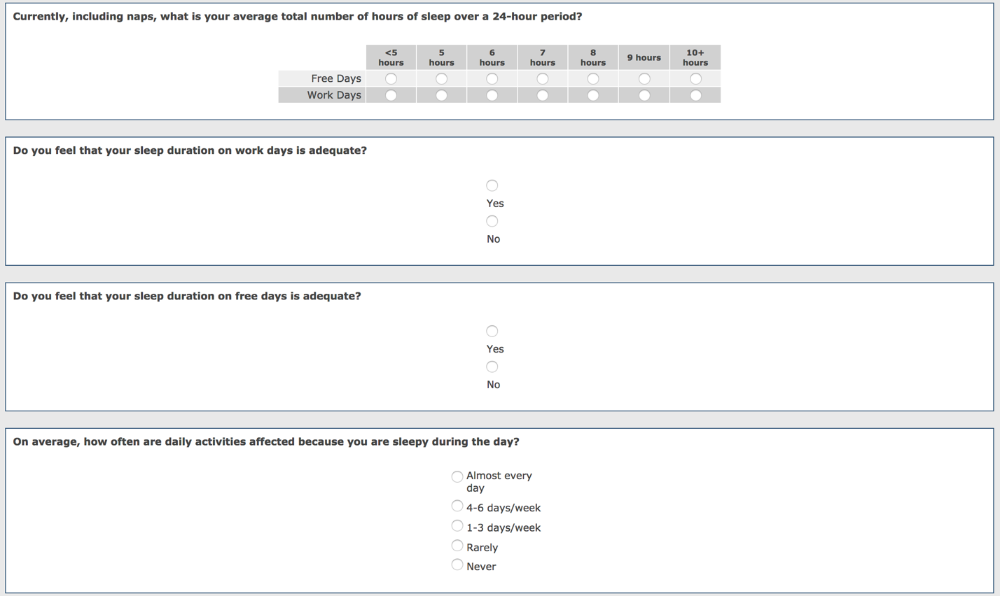 Currently, including naps, what is your average total number of hours of sleep over a 24-hour period?
<5 hours 5 hours 6 hours 7 hours 8 hours 9 hours 10+ hours
Free Days
Work Days
Do you feel that your sleep duration on work days is adequate?
Yes
No
Do you feel that your sleep duration on free days is adequate?
Yes
No
On average, how often are daily activities affected because you are sleepy during the day?
Almost every
day
4-6 days/week
1-3 days/week
Rarely
Never